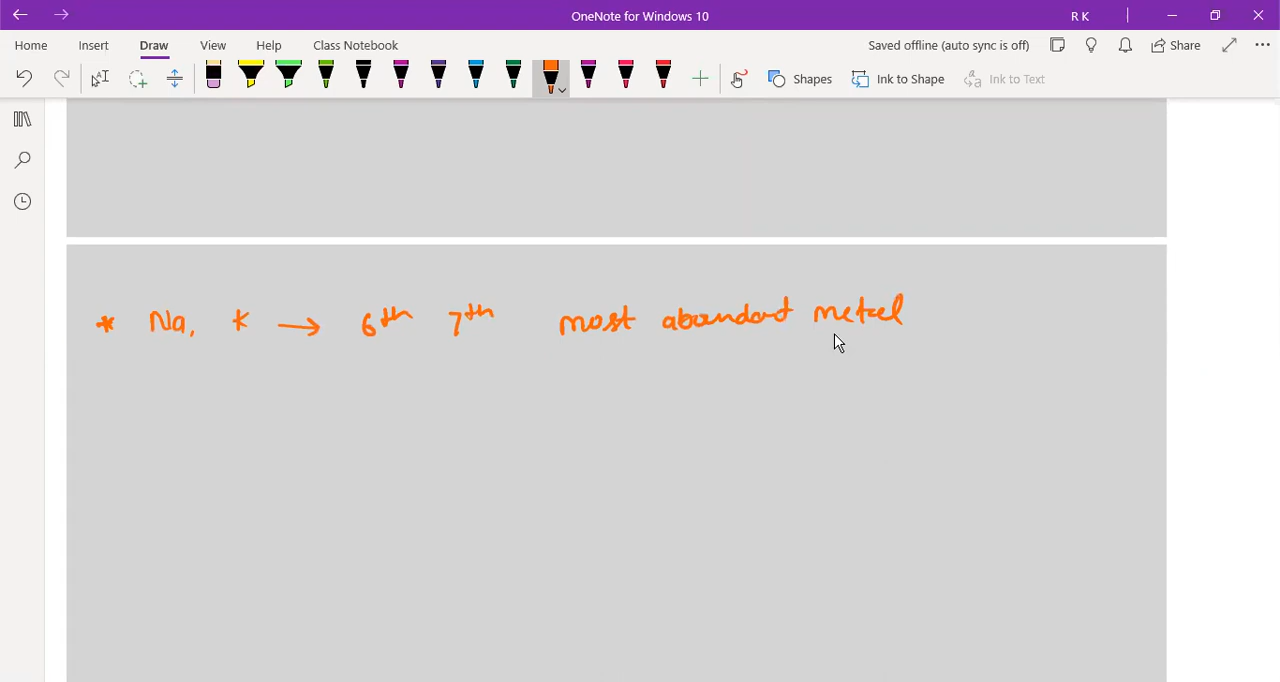 OneNote for Windows 10
R K
Home Insert Draw View Help Class Notebook Saved offline (auto sync is off) Share
Shapes Ink to Shape Ink to Text
* Na, K → 6th 7th most abundant metal